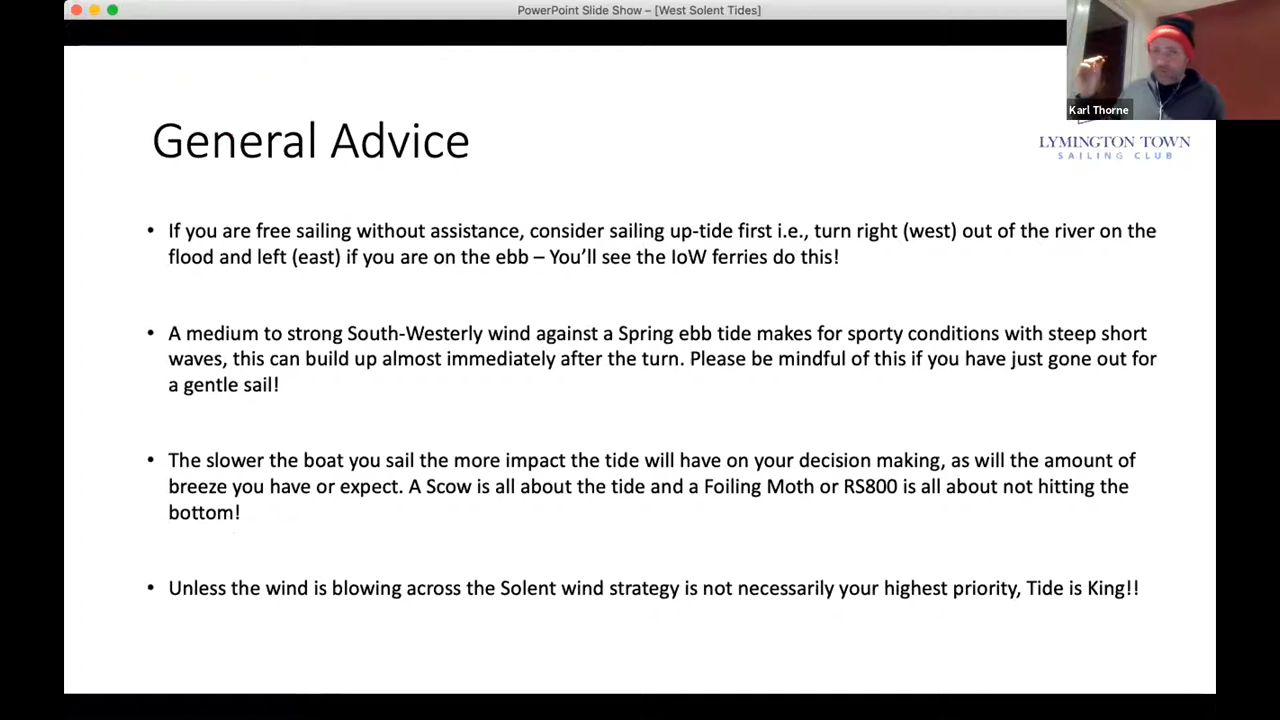 PowerPoint Slide Show – [West Solent Tides]
Karl Thorne
General Advice
LYMINGTON TOWN
SAILING CLUB
• If you are free sailing without assistance, consider sailing up-tide first i.e., turn right (west) out of the river on the
flood and left (east) if you are on the ebb – You’ll see the IoW ferries do this!
• A medium to strong South-Westerly wind against a Spring ebb tide makes for sporty conditions with steep short
waves, this can build up almost immediately after the turn. Please be mindful of this if you have just gone out for
a gentle sail!
• The slower the boat you sail the more impact the tide will have on your decision making, as will the amount of
breeze you have or expect. A Scow is all about the tide and a Foiling Moth or RS800 is all about not hitting the
bottom!
• Unless the wind is blowing across the Solent wind strategy is not necessarily your highest priority, Tide is King!!